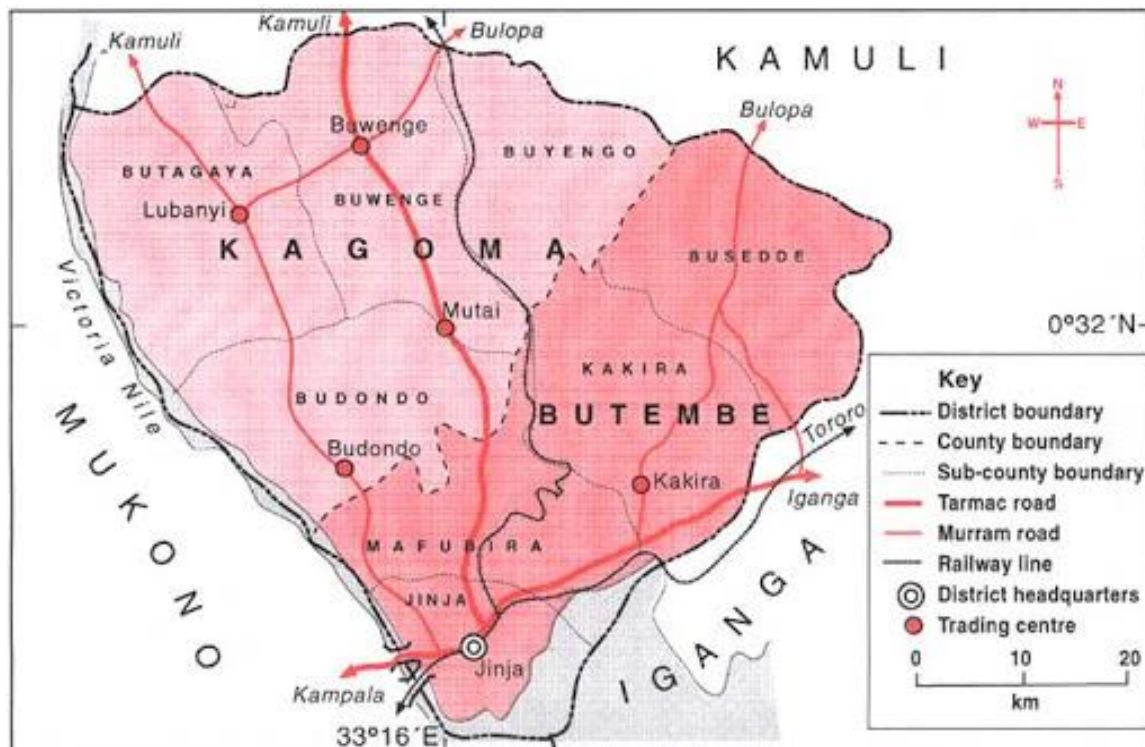 Kamuli
Kamuli
Bulopa
KAMULI
N
W E
S
Bulopa
Buwenge
BUYENGO
BUTAGAYA
BUWENGE
Lubanyi
KAGOMA
BUSEDDE
Victoria Nile
Mutai
0°32´N
KAKIRA
BUDONDO
BUTEMBE
Tororo
MUKONO
Budondo
Kakira
Iganga
MAFUBIRA
JINJA
IGANGA
Jinja
Kampala
33°16´E
Key
District boundary
County boundary
Sub-county boundary
Tarmac road
Murram road
Railway line
District headquarters
Trading centre
0 10 20
km